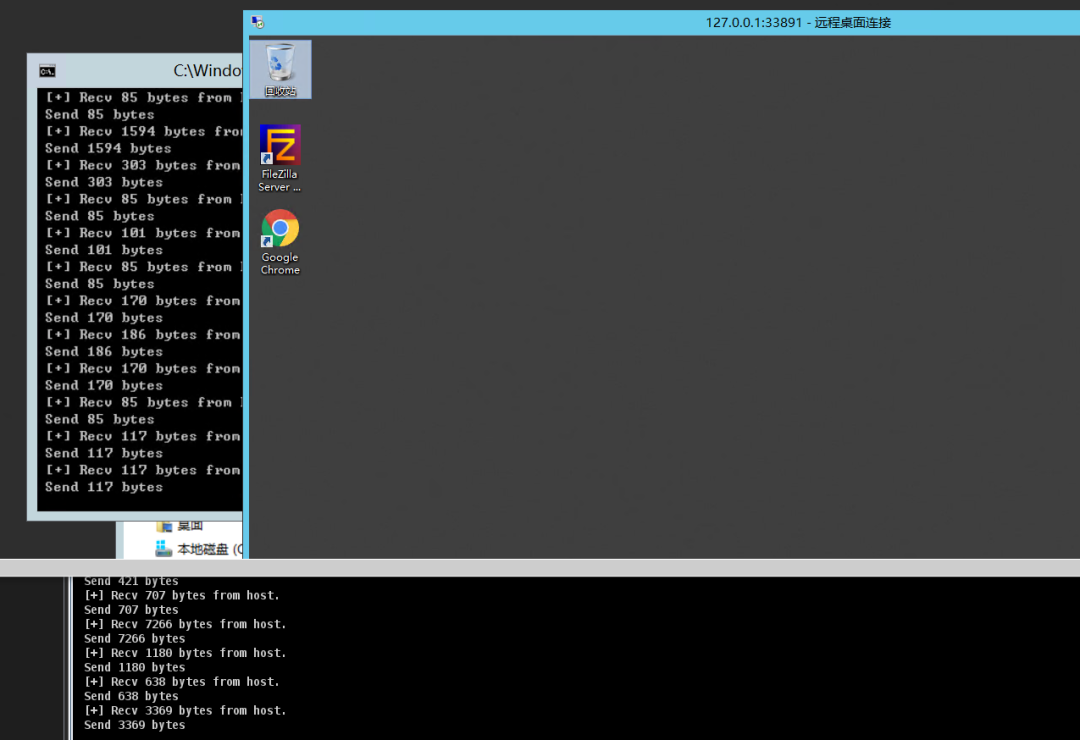 127.0.0.1:33891 - 远程桌面连接
回收站
FileZilla
Server ...
Google
Chrome
C:\Windo
[+] Recv 85 bytes from
Send 85 bytes
[+] Recv 1594 bytes fro
Send 1594 bytes
[+] Recv 303 bytes from
Send 303 bytes
[+] Recv 85 bytes from
Send 85 bytes
[+] Recv 101 bytes from
Send 101 bytes
[+] Recv 85 bytes from
Send 85 bytes
[+] Recv 170 bytes from
Send 170 bytes
[+] Recv 186 bytes from
Send 186 bytes
[+] Recv 170 bytes from
Send 170 bytes
[+] Recv 85 bytes from
Send 85 bytes
[+] Recv 117 bytes from
Send 117 bytes
[+] Recv 117 bytes from
Send 117 bytes
桌面
本地磁盘 (C
Send 421 bytes
[+] Recv 707 bytes from host.
Send 707 bytes
[+] Recv 7266 bytes from host.
Send 7266 bytes
[+] Recv 1180 bytes from host.
Send 1180 bytes
[+] Recv 638 bytes from host.
Send 638 bytes
[+] Recv 3369 bytes from host.
Send 3369 bytes